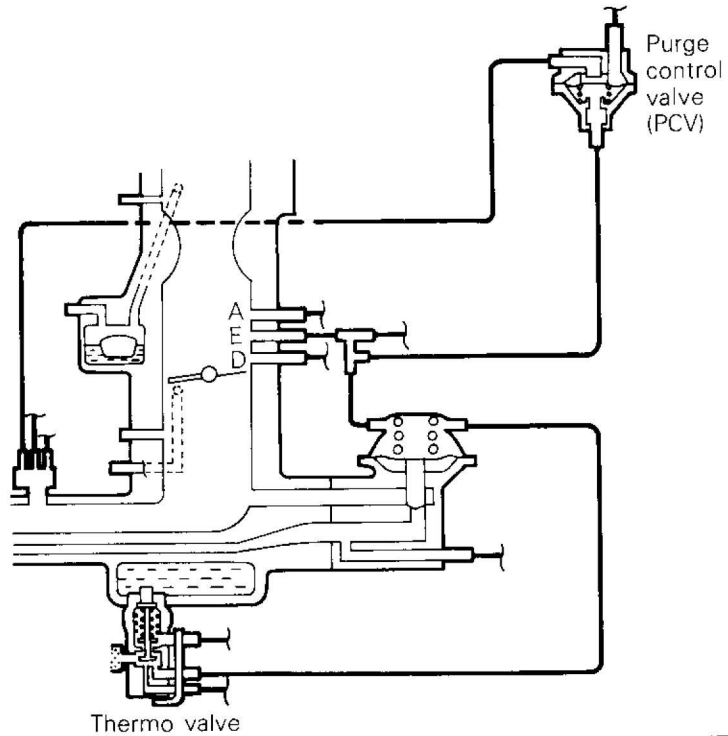 Purge
control
valve
(PCV)
A
E
D
Thermo valve